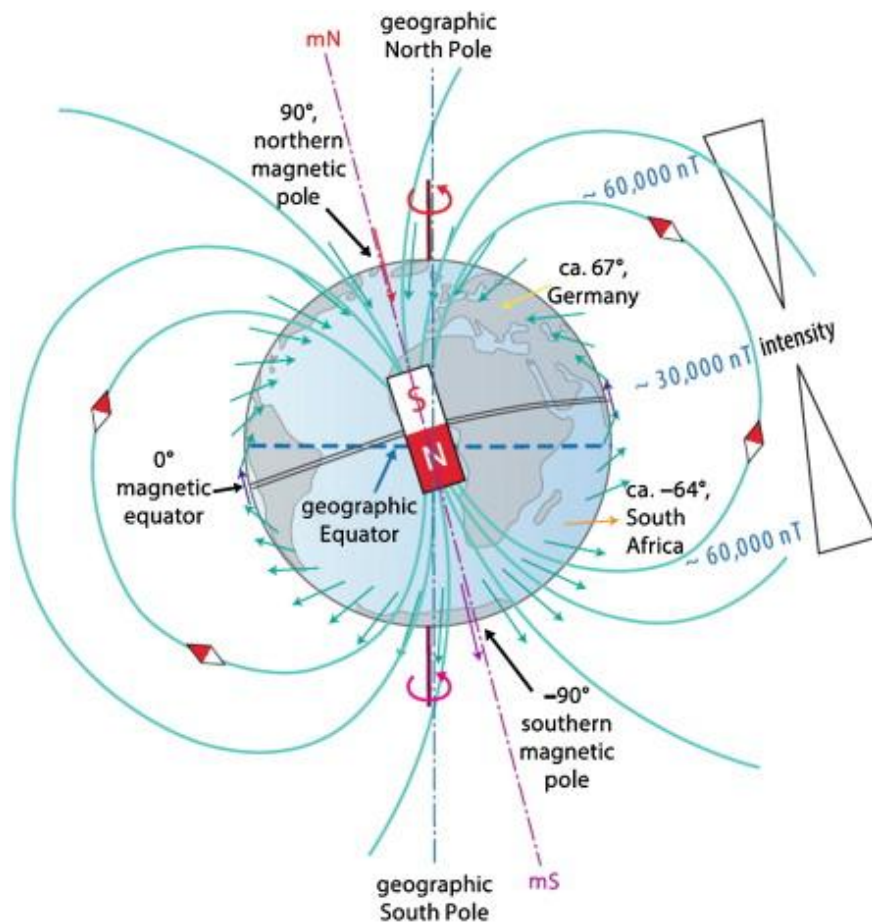 geographic
North Pole
mN
90°,
northern
magnetic
pole
~ 60,000 nT
ca. 67°,
Germany
~ 30,000 nT
intensity
S
N
0°
magnetic
equator
geographic
Equator
ca. –64°,
South
Africa
~ 60,000 nT
–90°
southern
magnetic
pole
mS
geographic
South Pole